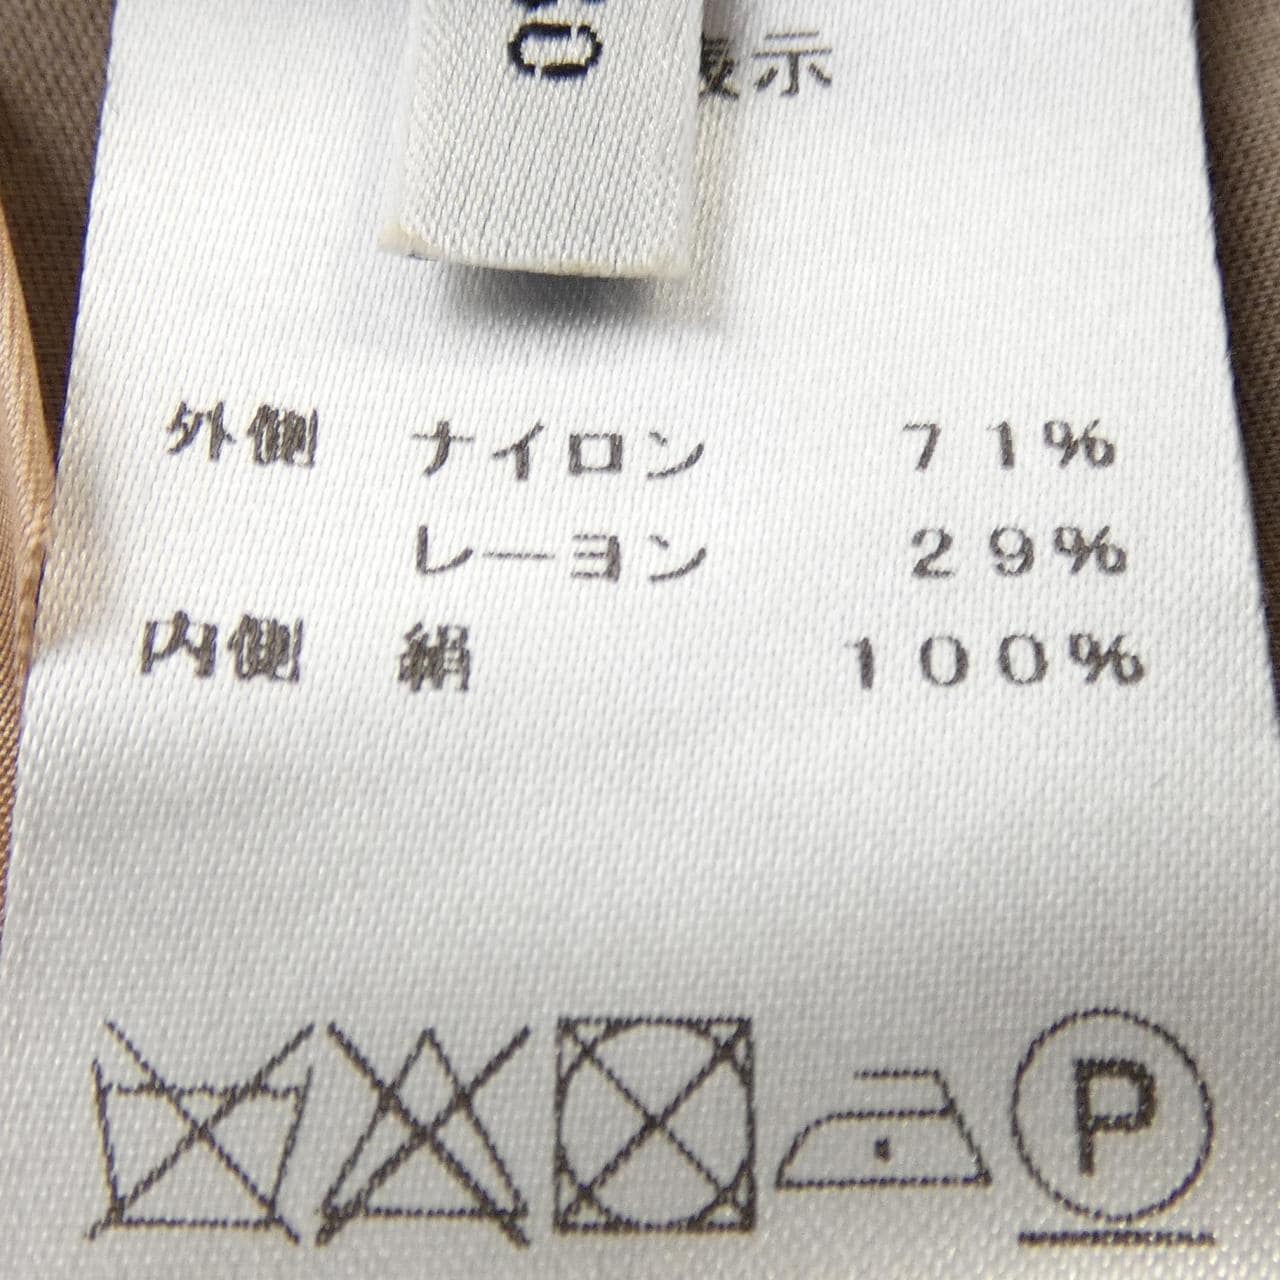 表示
外側 ナイロン 71%
レーヨン 29%
内側 絹 100%
P